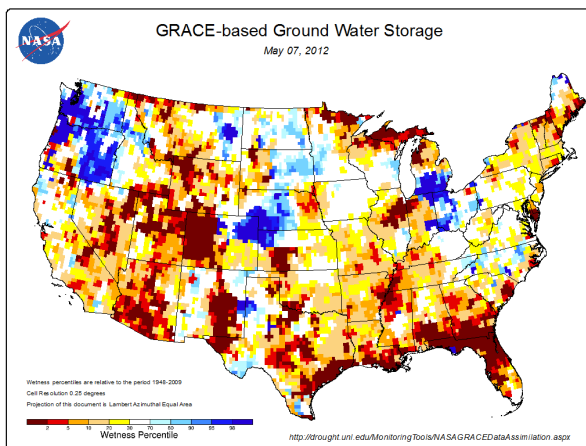 NASA
GRACE-based Ground Water Storage
May 07, 2012
Wetness percentiles are relative to the period 1948-2009
Cell Resolution 0.25 degrees
Projection of this document is Lambert Azimuthal Equal Area
2 5 10 20 30 70 80 90 95 98
Wetness Percentile
http://drought.unl.edu/MonitoringTools/NASAGRACEDataAssimilation.aspx